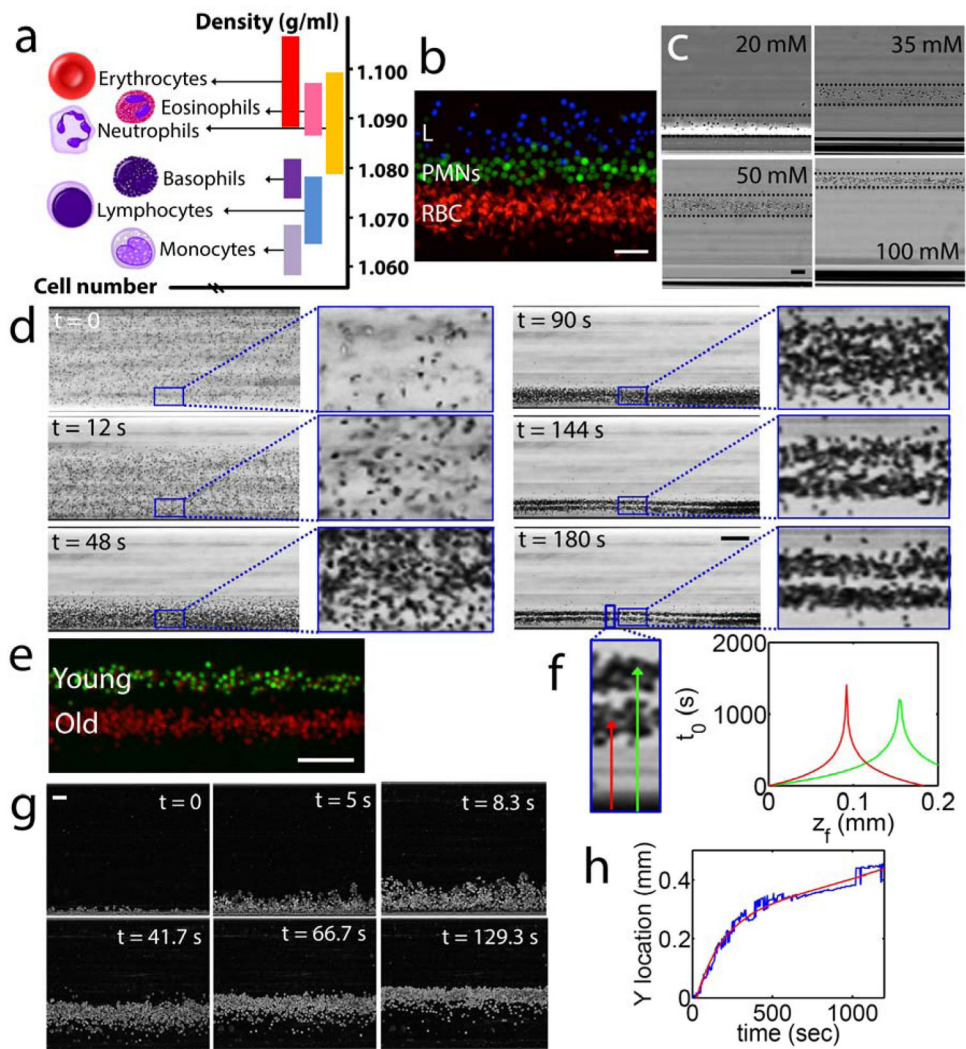 a
Density (g/ml)
Erythrocytes
Eosinophils
Neutrophils
Basophils
Lymphocytes
Monocytes
Cell number
1.100
1.090
1.080
1.070
1.060
b
L
PMNs
RBC
c
20 mM
35 mM
50 mM
100 mM
d
t = 0
t = 12 s
t = 48 s
t = 90 s
t = 144 s
t = 180 s
e
Young
Old
f
2000
1000
0
t0 (s)
0
0.1
0.2
zf (mm)
g
t = 0
t = 5 s
t = 8.3 s
t = 41.7 s
t = 66.7 s
t = 129.3 s
h
0.4
0.2
0
Y location (mm)
0
500
1000
time (sec)